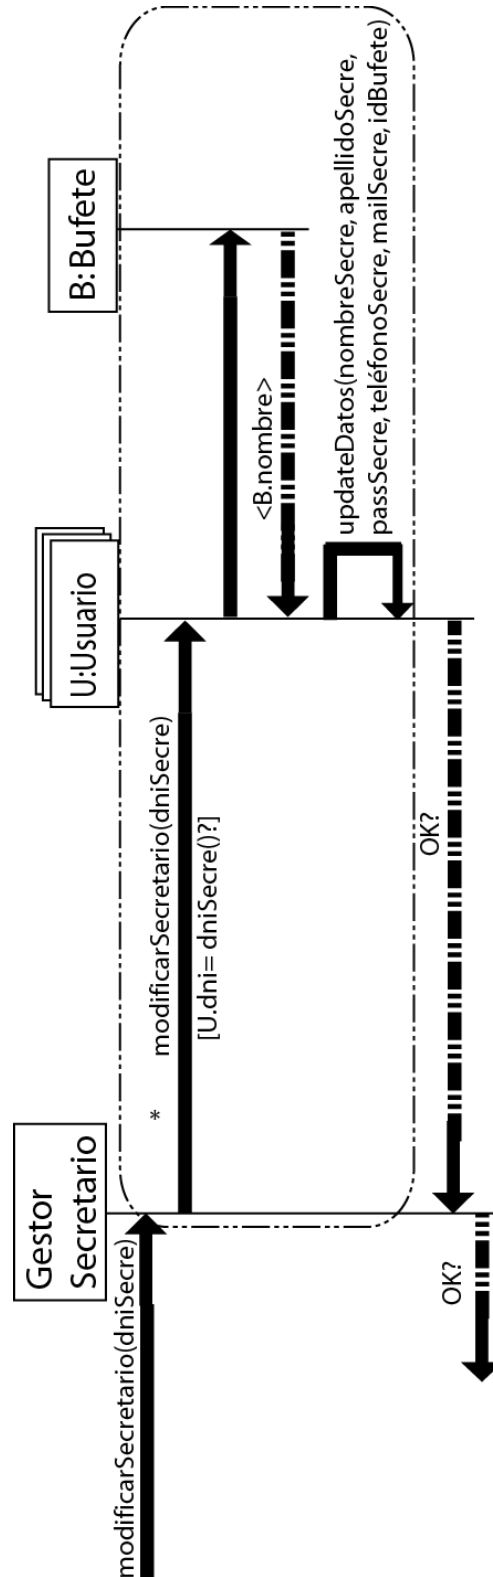 Gestor
Secretario
U:Usuario
B:Bufete
modificarSecretario(dniSecre)
* modificarSecretario(dniSecre)
[U.dni= dniSecre()?]
<B.nombre>
updateDatos(nombreSecre, apellidoSecre,
passSecre, teléfonoSecre, mailSecre, idBufete)
OK?
OK?